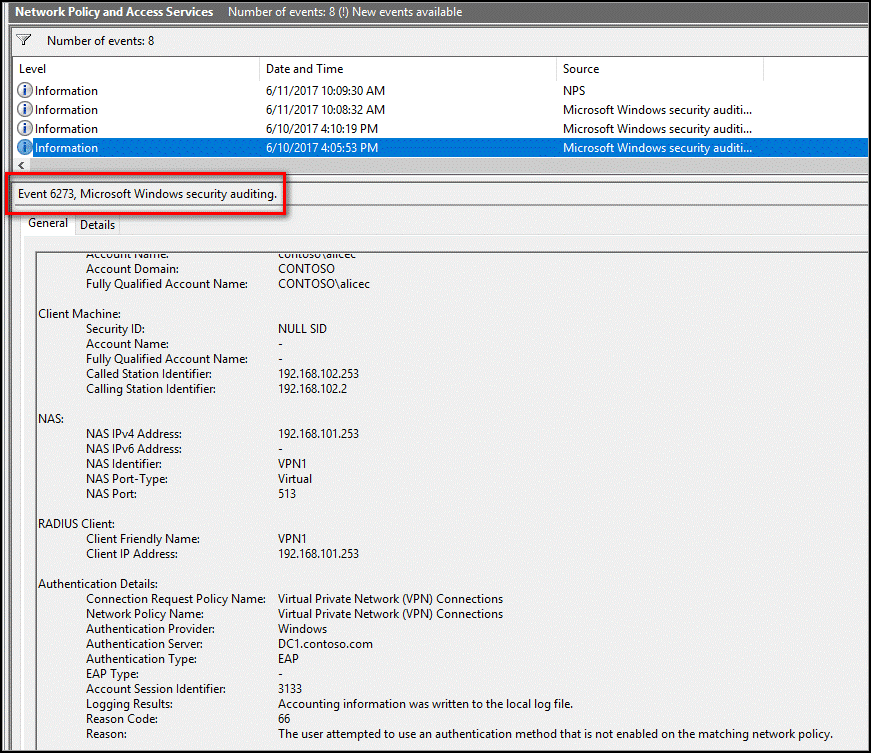 Network Policy and Access Services Number of events: 8 (!) New events available
Number of events: 8
Level Date and Time Source
Information 6/11/2017 10:09:30 AM NPS
Information 6/11/2017 10:08:32 AM Microsoft Windows security auditi...
Information 6/10/2017 4:10:19 PM Microsoft Windows security auditi...
Information 6/10/2017 4:05:53 PM Microsoft Windows security auditi...
Event 6273, Microsoft Windows security auditing.
General Details
Account Name: contoso\alicec
Account Domain: CONTOSO
Fully Qualified Account Name: CONTOSO\alicec
Client Machine:
Security ID: NULL SID
Account Name: -
Fully Qualified Account Name: -
Called Station Identifier: 192.168.102.253
Calling Station Identifier: 192.168.102.2
NAS:
NAS IPv4 Address: 192.168.101.253
NAS IPv6 Address: -
NAS Identifier: VPN1
NAS Port-Type: Virtual
NAS Port: 513
RADIUS Client:
Client Friendly Name: VPN1
Client IP Address: 192.168.101.253
Authentication Details:
Connection Request Policy Name: Virtual Private Network (VPN) Connections
Network Policy Name: Virtual Private Network (VPN) Connections
Authentication Provider: Windows
Authentication Server: DC1.contoso.com
Authentication Type: EAP
EAP Type: -
Account Session Identifier: 3133
Logging Results: Accounting information was written to the local log file.
Reason Code: 66
Reason: The user attempted to use an authentication method that is not enabled on the matching network policy.